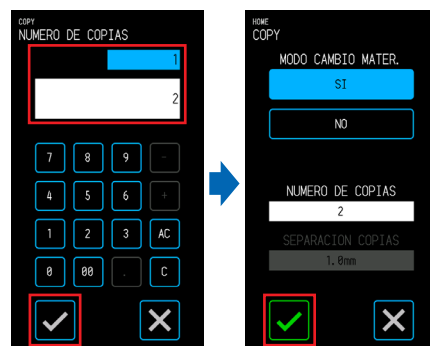 COPY
NUMERO DE COPIAS
1
2
7 8 9 -
4 5 6 +
1 2 3 AC
0 00 . C
HOME
COPY
MODO CAMBIO MATER.
SI
NO
NUMERO DE COPIAS
2
SEPARACION COPIAS
1.0mm